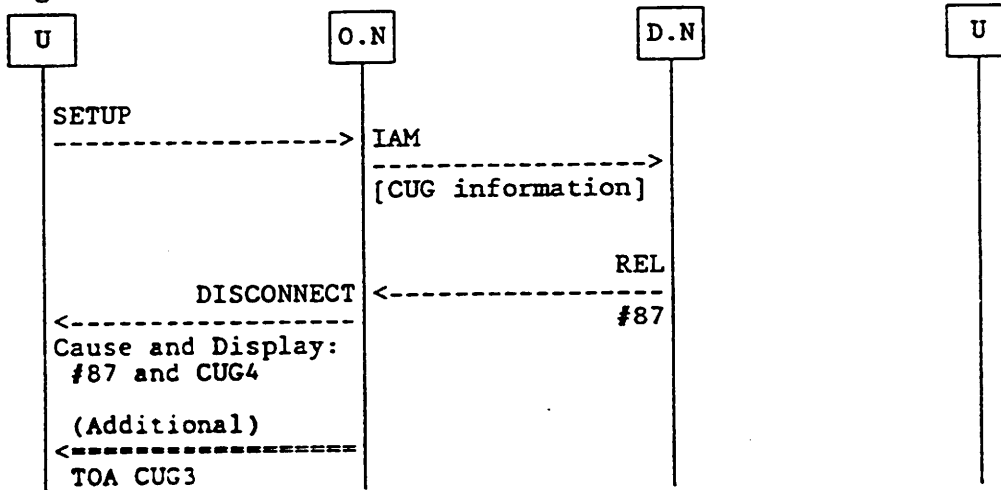 U O.N D.N U
SETUP
IAM
[CUG information]
REL
DISCONNECT
#87
Cause and Display:
#87 and CUG4
(Additional)
TOA CUG3